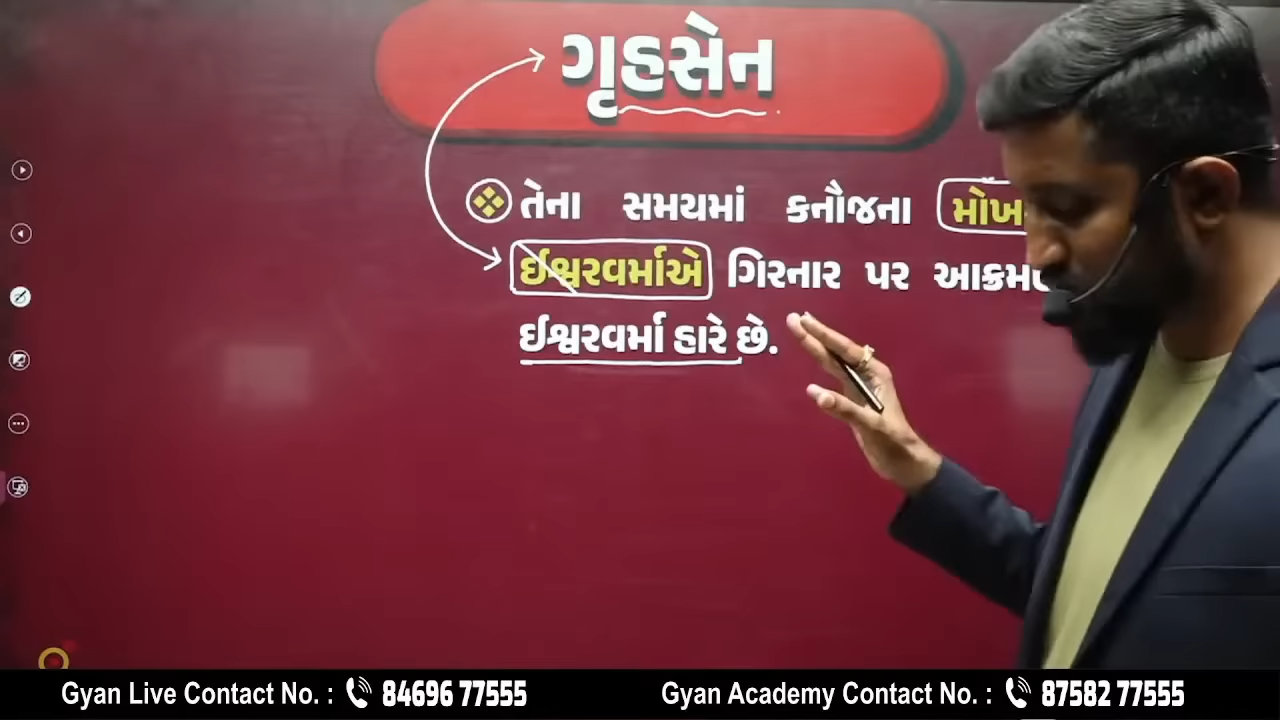 ગૃહસેન
તેના સમયમાં કનૌજના
ઈશ્વરવર્માએ ગિરનાર પર
ઈશ્વરવર્મા હારે છે.
Gyan Live Contact No. : 84696 77555
Gyan Academy Contact No. : 87582 77555